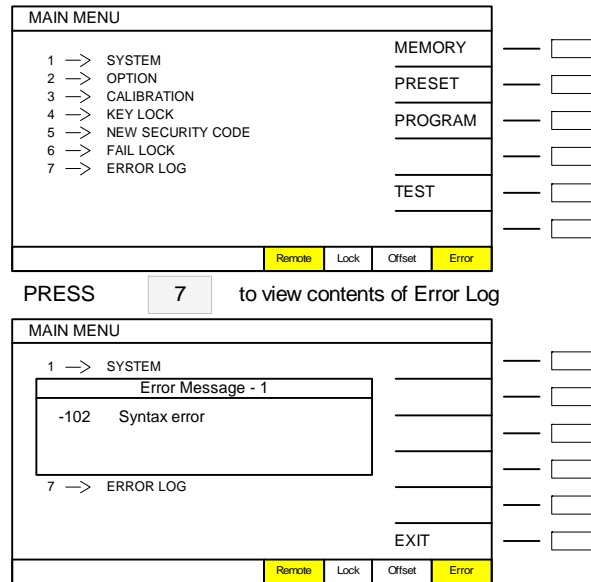 MAIN MENU
MEMORY
1 —> SYSTEM
2 —> OPTION
PRESET
3 —> CALIBRATION
4 —> KEY LOCK
PROGRAM
5 —> NEW SECURITY CODE
6 —> FAIL LOCK
7 —> ERROR LOG
TEST
Remote Lock Offset Error
PRESS 7 to view contents of Error Log
MAIN MENU
1 —> SYSTEM
Error Message - 1
-102 Syntax error
7 —> ERROR LOG
EXIT
Remote Lock Offset Error